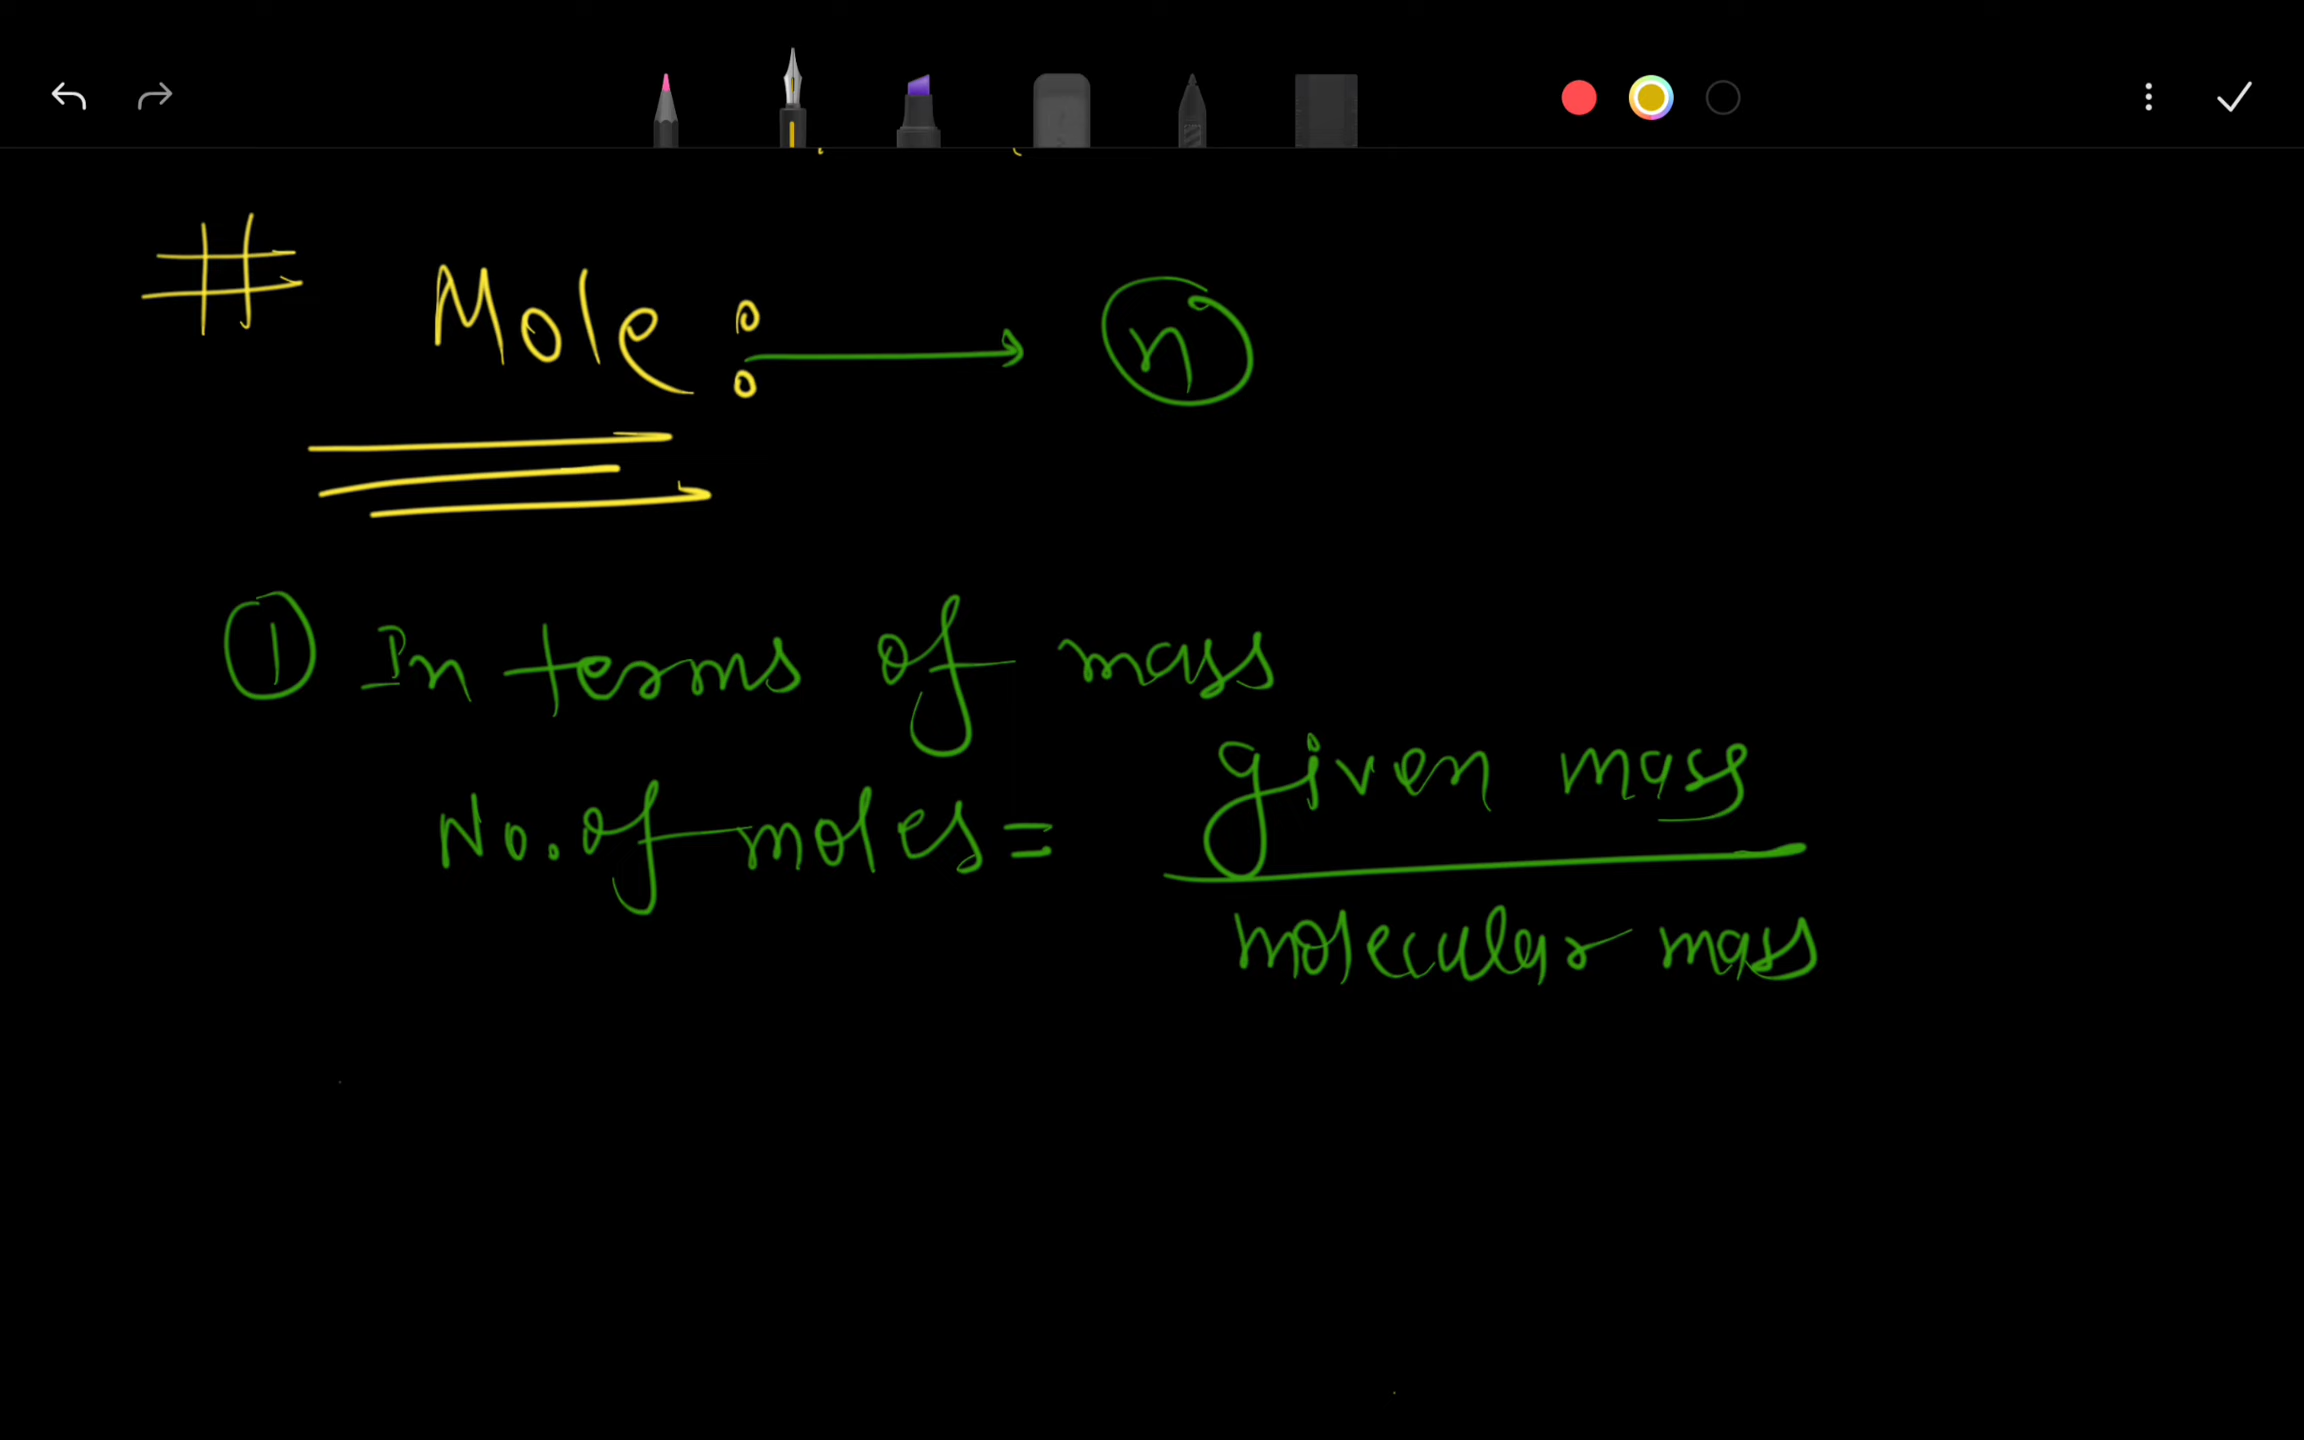 # Mole : → n
① In terms of mass
No. of moles = given mass
molecular mass